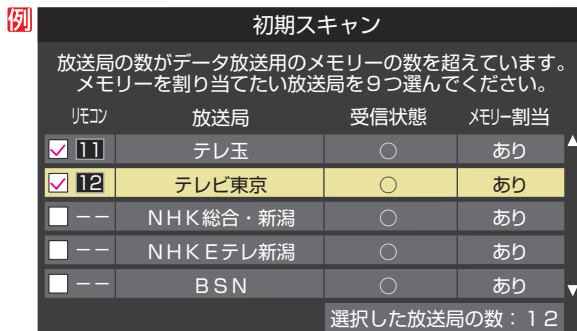 例
初期スキャン
放送局の数がデータ放送用のメモリーの数を超えています。
メモリーを割り当てたい放送局を9つ選んでください。
リモコン 放送局 受信状態 メモリー割当
11 テレ玉 ○ あり
12 テレビ東京 ○ あり
－－ NHK総合・新潟 ○ あり
－－ NHKEテレ新潟 ○ あり
－－ BSN ○ あり
選択した放送局の数：12